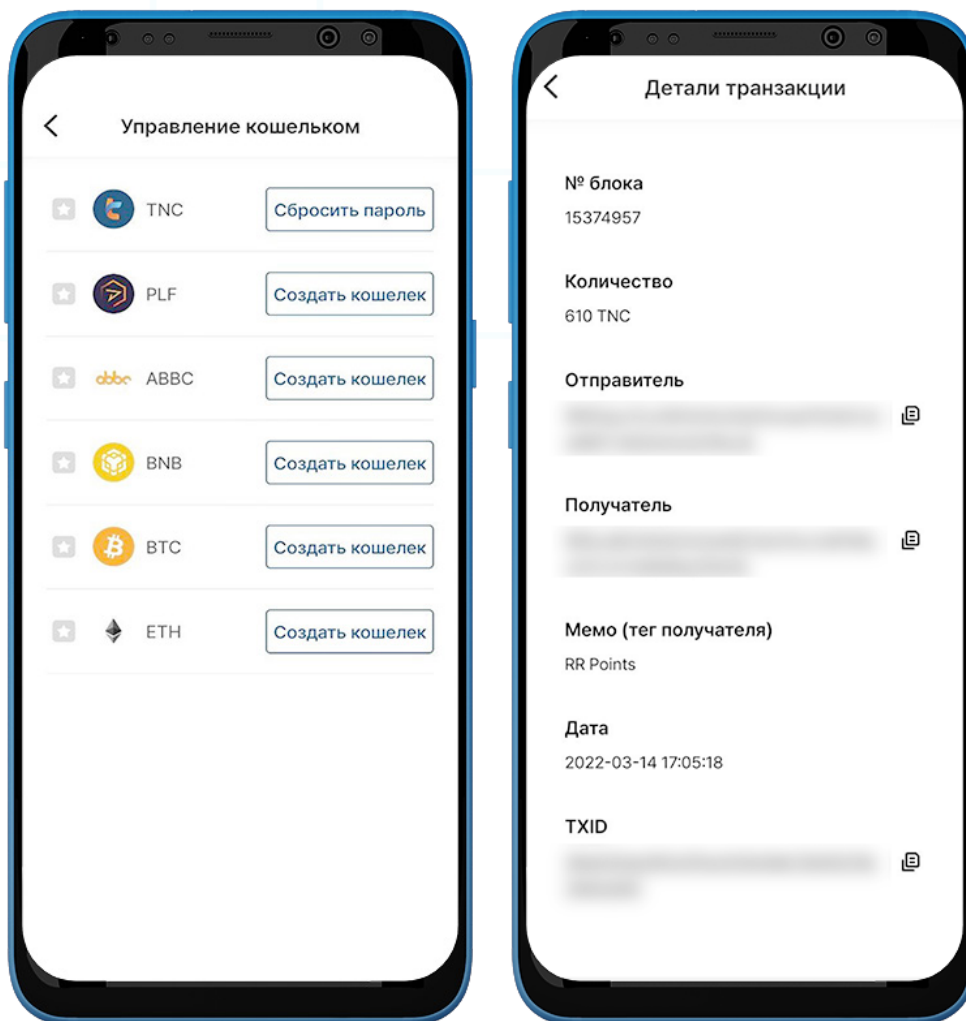 Управление кошельком
TNC
Сбросить пароль
PLF
Создать кошелек
abbc
ABBC
Создать кошелек
BNB
Создать кошелек
BTC
Создать кошелек
ETH
Создать кошелек
Детали транзакции
№ блока
15374957
Количество
610 TNC
Отправитель
Получатель
Мемо (тег получателя)
RR Points
Дата
2022-03-14 17:05:18
TXID